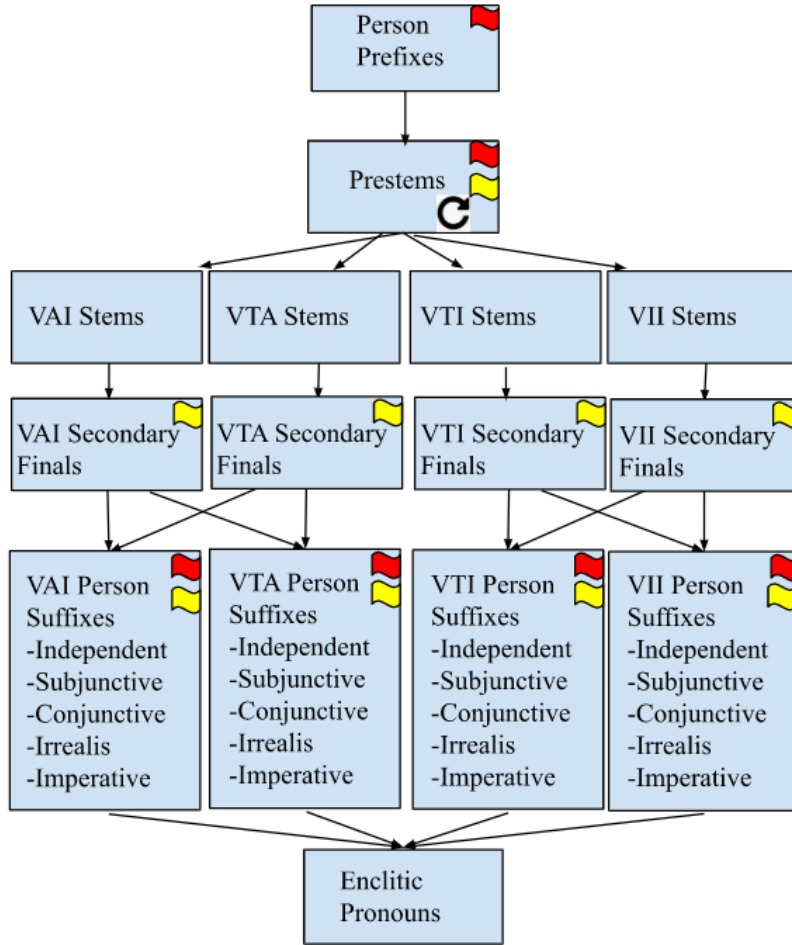 Person
Prefixes
Prestems
VAI Stems
VTA Stems
VTI Stems
VII Stems
VAI Secondary
Finals
VTA Secondary
Finals
VTI Secondary
Finals
VII Secondary
Finals
VAI Person
Suffixes
-Independent
-Subjunctive
-Conjunctive
-Irrealis
-Imperative
VTA Person
Suffixes
-Independent
-Subjunctive
-Conjunctive
-Irrealis
-Imperative
VTI Person
Suffixes
-Independent
-Subjunctive
-Conjunctive
-Irrealis
-Imperative
VII Person
Suffixes
-Independent
-Subjunctive
-Conjunctive
-Irrealis
-Imperative
Enclitic
Pronouns